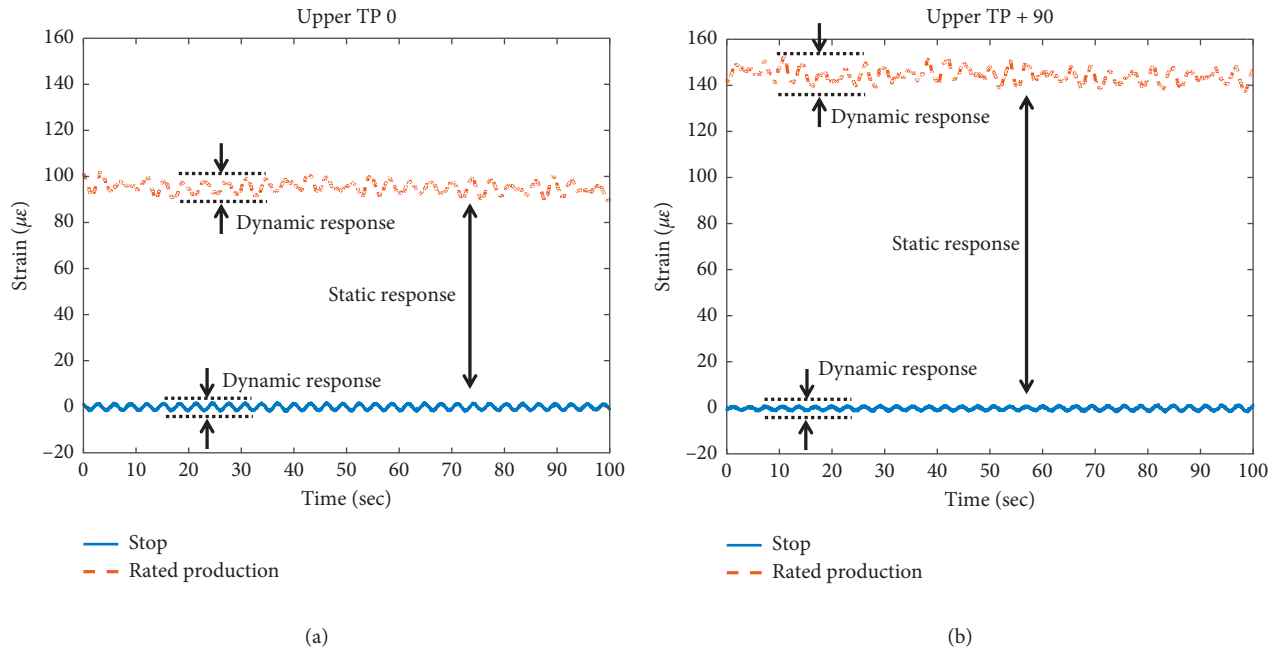 Upper TP 0
160
140
120
100
80
60
40
20
0
–20
Strain (με)
Dynamic response
Static response
Dynamic response
0
10
20
30
40
50
60
70
80
90
100
Time (sec)
Stop
Rated production
(a)
Upper TP + 90
160
140
120
100
80
60
40
20
0
–20
Strain (με)
Dynamic response
Static response
Dynamic response
0
10
20
30
40
50
60
70
80
90
100
Time (sec)
Stop
Rated production
(b)